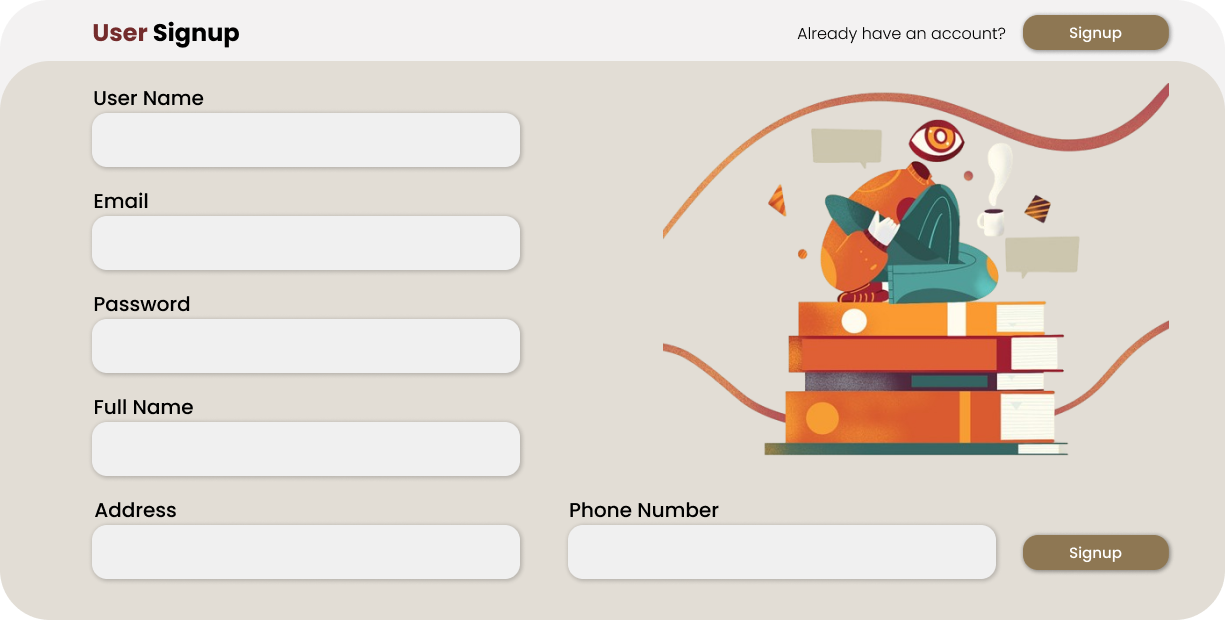 User Signup
Already have an account?
Signup
User Name
Email
Password
Full Name
Address
Phone Number
Signup